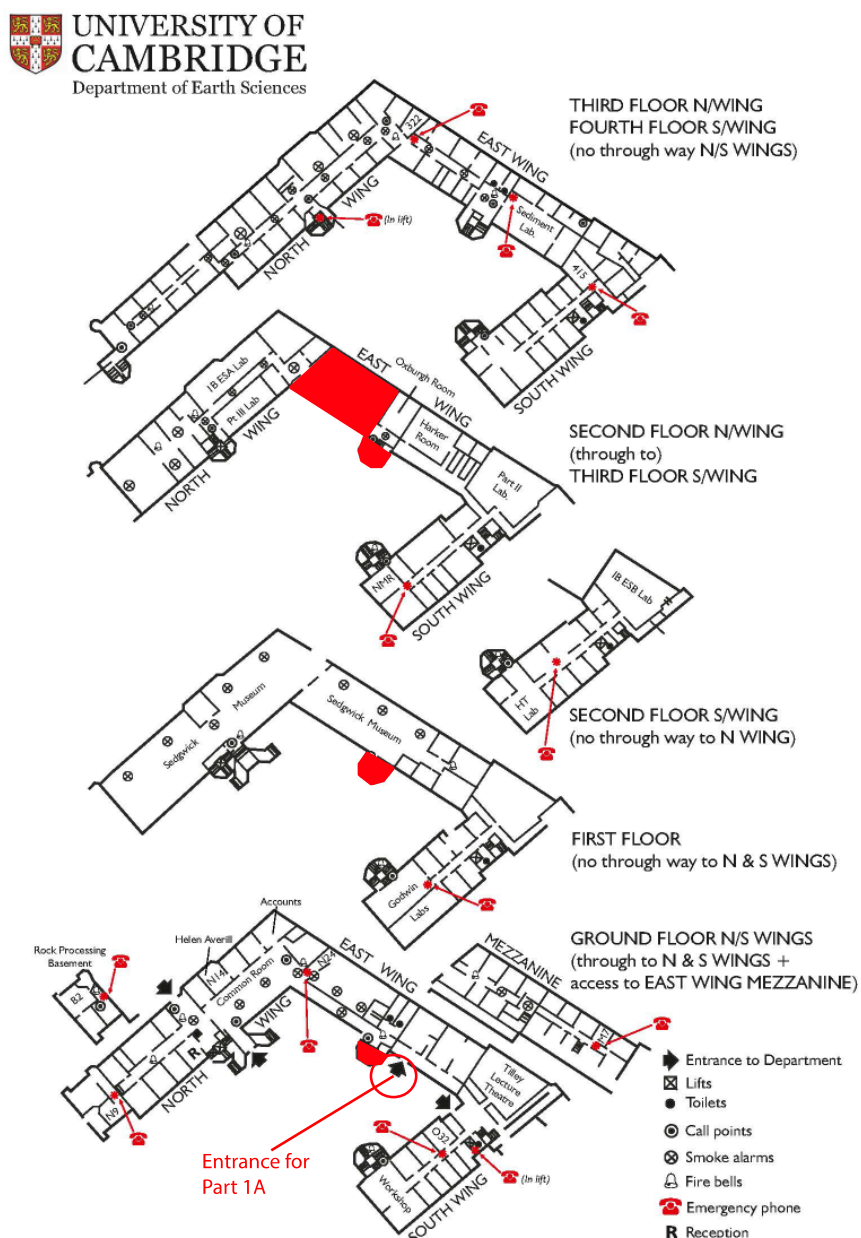 UNIVERSITY OF
CAMBRIDGE
Department of Earth Sciences
THIRD FLOOR N/WING
FOURTH FLOOR S/WING
(no through way N/S WINGS)
322
EAST WING
NORTH WING
(In lift)
Sediment
Lab.
415
SOUTH WING
SECOND FLOOR N/WING
(through to)
THIRD FLOOR S/WING
IB ESA Lab
Pt III Lab
NORTH WING
EAST WING
Oxburgh Room
Harker
Room
Part II
Lab.
NMR
SOUTH WING
IB ESB Lab
HT
Lab
SECOND FLOOR S/WING
(no through way to N WING)
Sedgwick Museum
Sedgwick Museum
Godwin
Labs
FIRST FLOOR
(no through way to N & S WINGS)
GROUND FLOOR N/S WINGS
(through to N & S WINGS +
access to EAST WING MEZZANINE)
Accounts
Helen Averill
Rock Processing
Basement
B2
N14
Common Room
N24
EAST WING
MEZZANINE
M7
R
NORTH WING
N9
Tilley
Lecture
Theatre
O32
Workshop
SOUTH WING
(In lift)
Entrance for
Part 1A
Entrance to Department
Lifts
Toilets
Call points
Smoke alarms
Fire bells
Emergency phone
R Reception